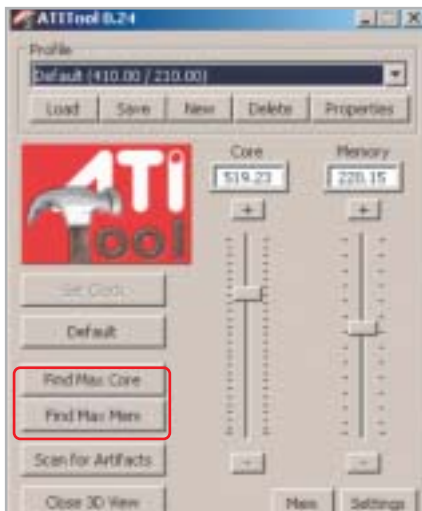 ATITool 0.24
Profile
Default (410.00 / 210.00)
Load Save New Delete Properties
ATI
Tool
Core Memory
519.23 220.15
+ +
Set Clock
Default
Find Max Core
Find Max Mem
Scan for Artifacts
- -
Close 3D View
Settings